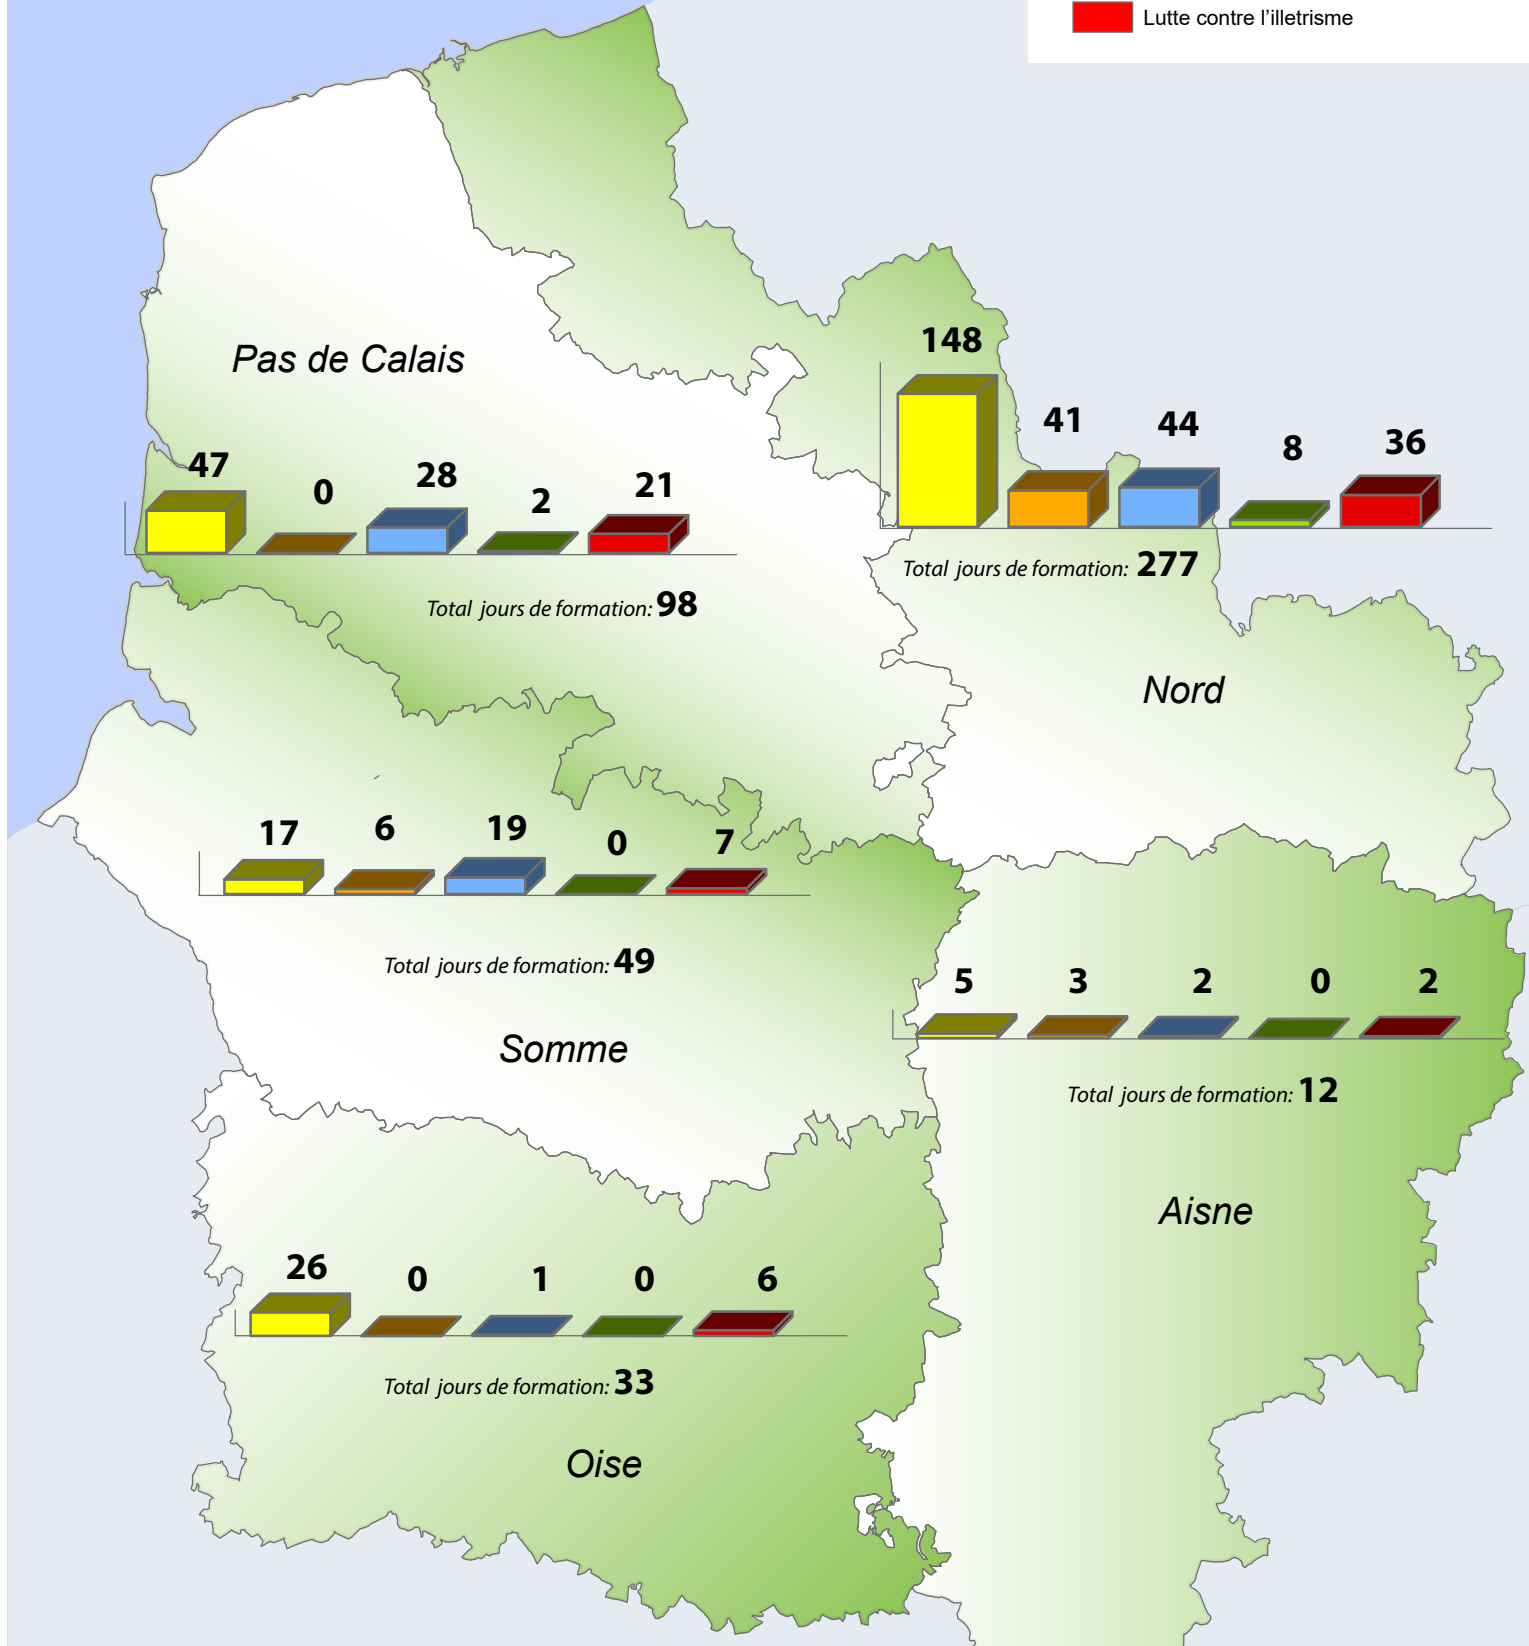 Lutte contre l'illetrisme
148
41
44
8
36
Pas de Calais
47
0
28
2
21
Total jours de formation: 277
Total jours de formation: 98
Nord
17
6
19
0
7
Total jours de formation: 49
5
3
2
0
2
Somme
Total jours de formation: 12
Aisne
26
0
1
0
6
Total jours de formation: 33
Oise